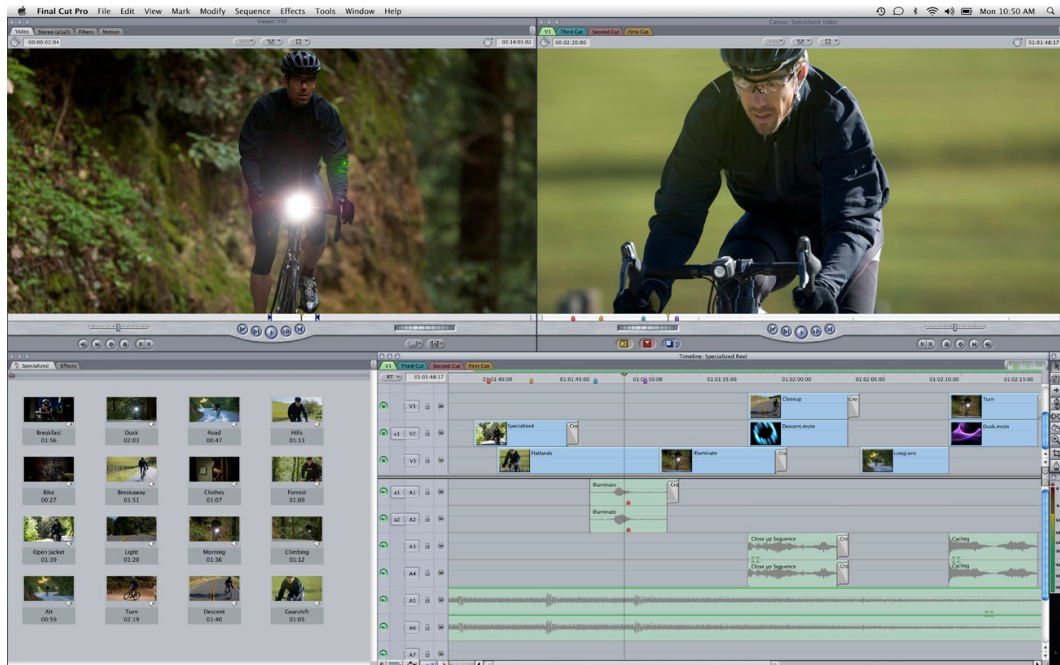 Final Cut Pro File Edit View Mark Modify Sequence Effects Tools Window Help Mon 10:50 AM
Viewer: Hill
Canvas: Specialized Video
Video Stereo (a1a2) Filters Motion
V1 Third Cut Second Cut First Cut
00:00:02:04 01:14:01:02
00:02:20:00 01:01:48:17
Specialized Effects
Breakfast Dusk Road Hills
01:56 02:03 00:47 01:13
Bike Breakaway Clothes Forrest
00:27 01:51 01:07 01:09
Open Jacket Light Morning Climbing
01:39 01:20 01:36 01:12
Alt Turn Descent Gearshift
00:59 02:19 01:40 01:05
Timeline: Specialized Reel
V1 Third Cut Second Cut First Cut
RT 01:01:48:17 01:01:40:00 01:01:45:00 01:01:50:00 01:01:55:00 01:02:00:00 01:02:05:00 01:02:10:00 01:02:15:00
V3 Closeup Cro Turn
v1 V2 Specialized Cro Descent.moto Dusk.moto
V1 Flatlands Illuminate Cro LongLens
a1 A1 Illuminate Cro
a2 A2 Illuminate
A3 Close up Sequence Cro Cycling
A4 Close up Sequence Cro Cycling
A5
A6
A7